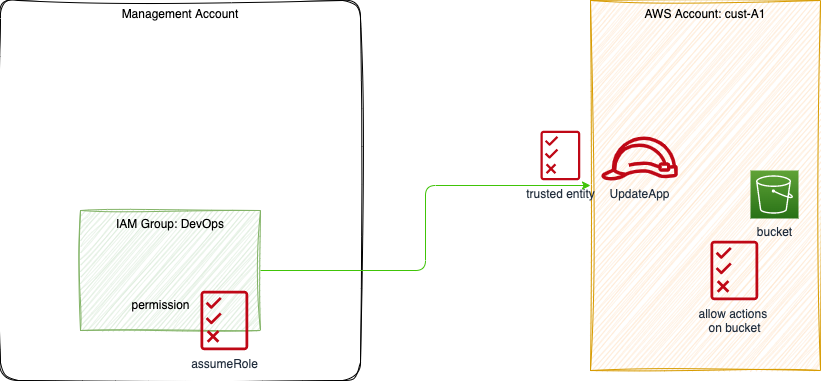 Management Account
AWS Account: cust-A1
trusted entity
UpdateApp
IAM Group: DevOps
bucket
permission
allow actions
on bucket
assumeRole